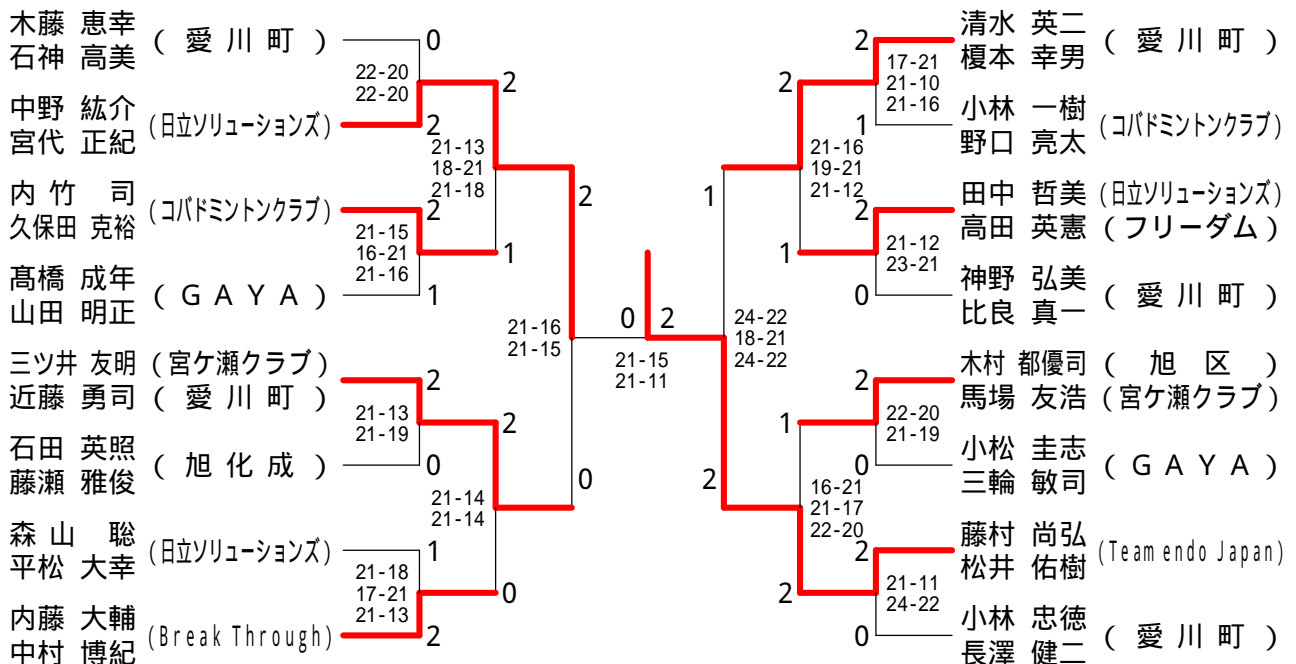 木藤 恵幸
石神 高美
( 愛 川 町 )
0
22-20
22-20
2
中野 紘介
宮代 正紀
(日立ソリューションズ)
2
21-13
18-21
21-18
内 竹 司
久保田 克裕
(コバドミントンクラブ)
2
2
21-15
16-21
21-16
1
髙橋 成年
山田 明正
( G A Y A )
1
21-16
21-15
0 2
21-15
21-11
三ツ井 友明 (宮ケ瀬クラブ)
近藤 勇司 ( 愛 川 町 )
2
21-13
21-19
2
石田 英照
藤瀬 雅俊
( 旭 化 成 )
0
0
21-14
21-14
森 山 聡
平松 大幸
(日立ソリューションズ)
1
21-18
17-21
21-13
0
内藤 大輔
中村 博紀
(Break Through)
2
2
清水 英二
榎本 幸男
( 愛 川 町 )
17-21
21-10
21-16
2
1
小林 一樹
野口 亮太
(コバドミントンクラブ)
21-16
19-21
21-12
1
2
田中 哲美 (日立ソリューションズ)
高田 英憲 ( フリーダム )
21-12
23-21
1
0
神野 弘美
比良 真一
( 愛 川 町 )
24-22
18-21
24-22
2
木村 都優司 ( 旭 区 )
馬場 友浩 (宮ケ瀬クラブ)
22-20
21-19
1
0
小松 圭志
三輪 敏司
( G A Y A )
2
16-21
21-17
22-20
2
藤村 尚弘
松井 佑樹
(Team endo Japan)
21-11
24-22
2
0
小林 忠徳
長澤 健二
( 愛 川 町 )